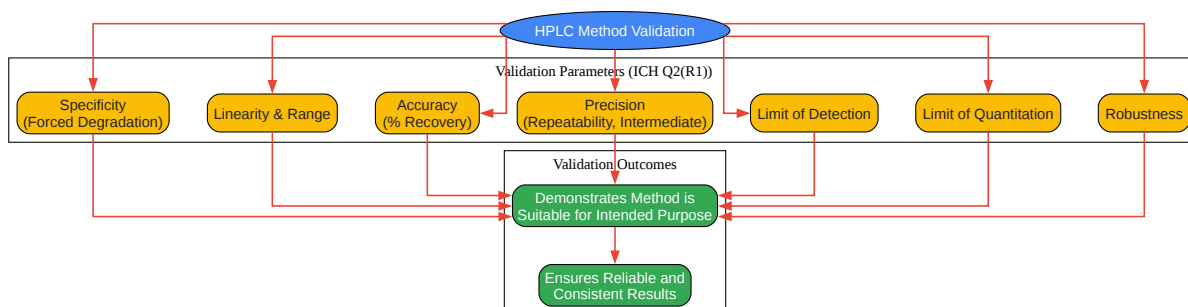 HPLC Method Validation
Validation Parameters (ICH Q2(R1))
Specificity
(Forced Degradation)
Linearity & Range
Accuracy
(% Recovery)
Precision
(Repeatability, Intermediate)
Limit of Detection
Limit of Quantitation
Robustness
Validation Outcomes
Demonstrates Method is
Suitable for Intended Purpose
Ensures Reliable and
Consistent Results